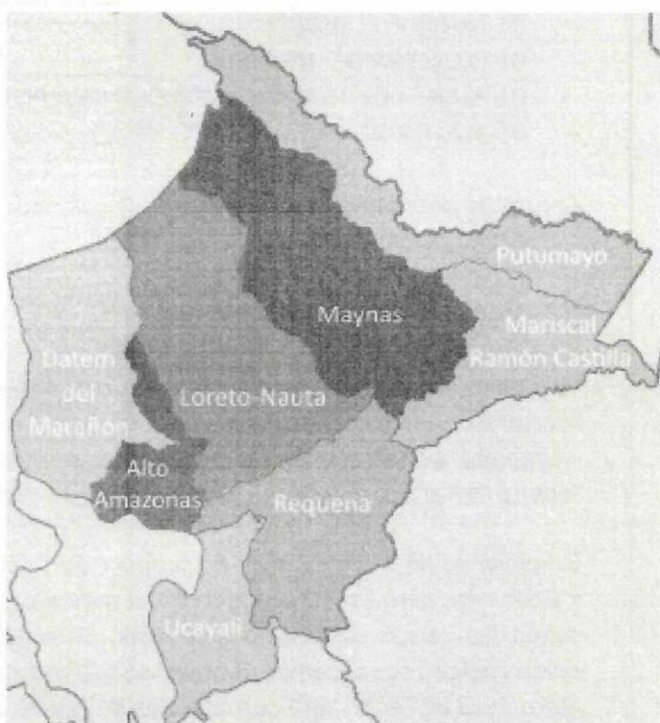 Putumayo
Maynas
Mariscal
Ramón Castilla
Datem
del
Marañón
Loreto-Nauta
Alto
Amazonas
Requena
Ucayali